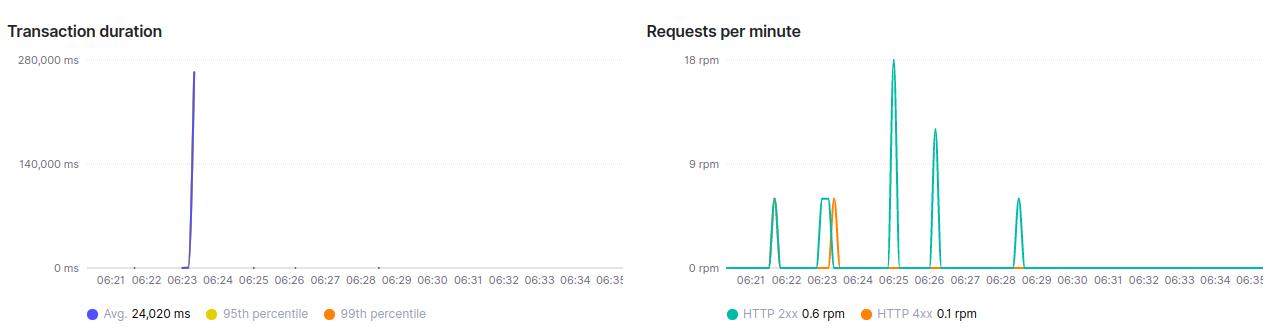 Transaction duration
280,000 ms
140,000 ms
0 ms
06:21 06:22 06:23 06:24 06:25 06:26 06:27 06:28 06:29 06:30 06:31 06:32 06:33 06:34 06:35
Avg. 24,020 ms 95th percentile 99th percentile
Requests per minute
18 rpm
9 rpm
0 rpm
06:21 06:22 06:23 06:24 06:25 06:26 06:27 06:28 06:29 06:30 06:31 06:32 06:33 06:34 06:35
HTTP 2xx 0.6 rpm HTTP 4xx 0.1 rpm